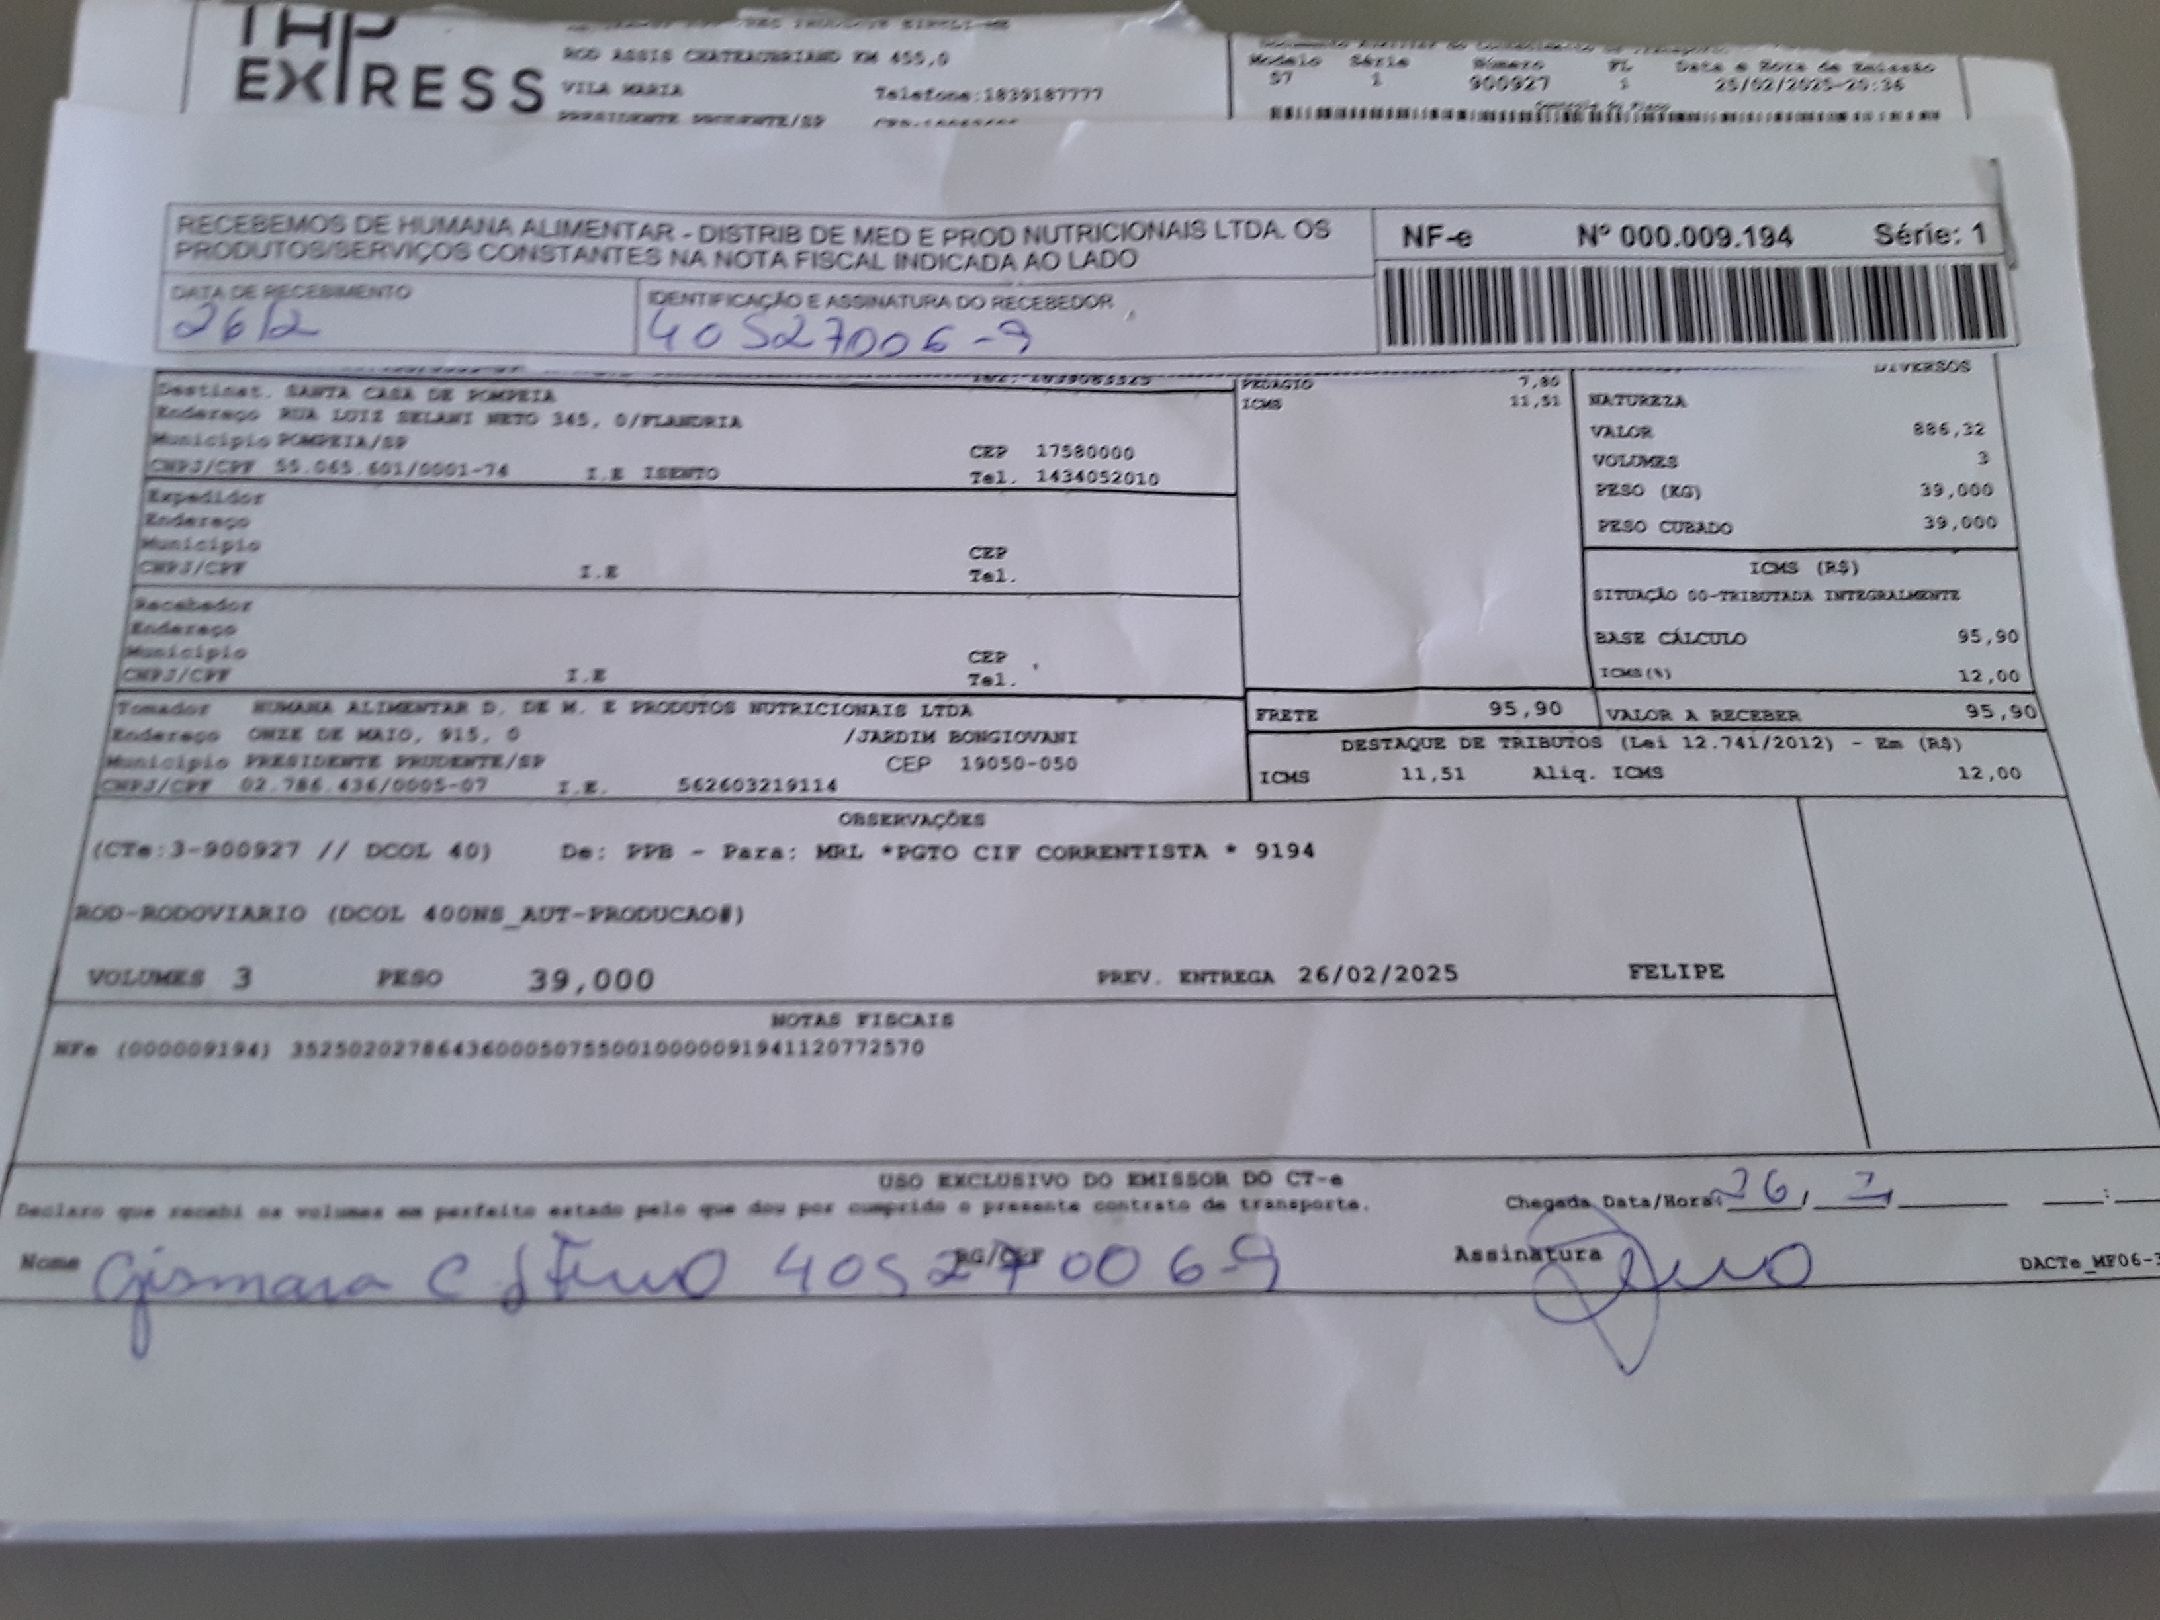 THP EXPRESS
ROD ASSIS CHATEAUBRIAND KM 455,0
VILA MARIA Telefone:1839187777
PRESIDENTE PRUDENTE/SP
Modelo Série Número FL Data e Hora de Emissão
57 1 900927 1 25/02/2025-20:36
RECEBEMOS DE HUMANA ALIMENTAR - DISTRIB DE MED E PROD NUTRICIONAIS LTDA. OS
PRODUTOS/SERVIÇOS CONSTANTES NA NOTA FISCAL INDICADA AO LADO
NF-e Nº 000.009.194 Série: 1
DATA DE RECEBIMENTO IDENTIFICAÇÃO E ASSINATURA DO RECEBEDOR
26/2 40527006-9
Destinat. SANTA CASA DE POMPEIA
Endereço RUA LUIZ SELANI NETO 345, 0/FLANDRIA
Município POMPEIA/SP CEP 17580000
CNPJ/CPF 55.065.601/0001-74 I.E ISENTO Tel. 1434052010
Expedidor
Endereço
Município CEP
CNPJ/CPF I.E Tel.
Recebedor
Endereço
Município CEP
CNPJ/CPF I.E Tel.
Tomador HUMANA ALIMENTAR D. DE M. E PRODUTOS NUTRICIONAIS LTDA
Endereço ONZE DE MAIO, 915, 0 /JARDIM BONGIOVANI
Município PRESIDENTE PRUDENTE/SP CEP 19050-050
CNPJ/CPF 02.786.436/0005-07 I.E. 562603219114
PEDAGIO 7,80
ICMS 11,51
DIVERSOS
NATUREZA
VALOR 886,32
VOLUMES 3
PESO (KG) 39,000
PESO CUBADO 39,000
ICMS (R$)
SITUAÇÃO 00-TRIBUTADA INTEGRALMENTE
BASE CÁLCULO 95,90
ICMS(%) 12,00
FRETE 95,90 VALOR A RECEBER 95,90
DESTAQUE DE TRIBUTOS (Lei 12.741/2012) - Em (R$)
ICMS 11,51 Aliq. ICMS 12,00
OBSERVAÇÕES
(CTe:3-900927 // DCOL 40) De: PPB - Para: MRL *PGTO CIF CORRENTISTA * 9194
ROD-RODOVIARIO (DCOL 400NS_AUT-PRODUCAO#)
VOLUMES 3 PESO 39,000 PREV. ENTREGA 26/02/2025 FELIPE
NOTAS FISCAIS
NFe (000009194) 35250202786436000507550010000091941120772570
USO EXCLUSIVO DO EMISSOR DO CT-e
Declaro que recebi os volumes em perfeito estado pelo que dou por cumprido o presente contrato de transporte. Chegada Data/Hora: 26/2/ :
Nome Gismara C RG/CPF 40527006-9 Assinatura DACTe_MF06-3